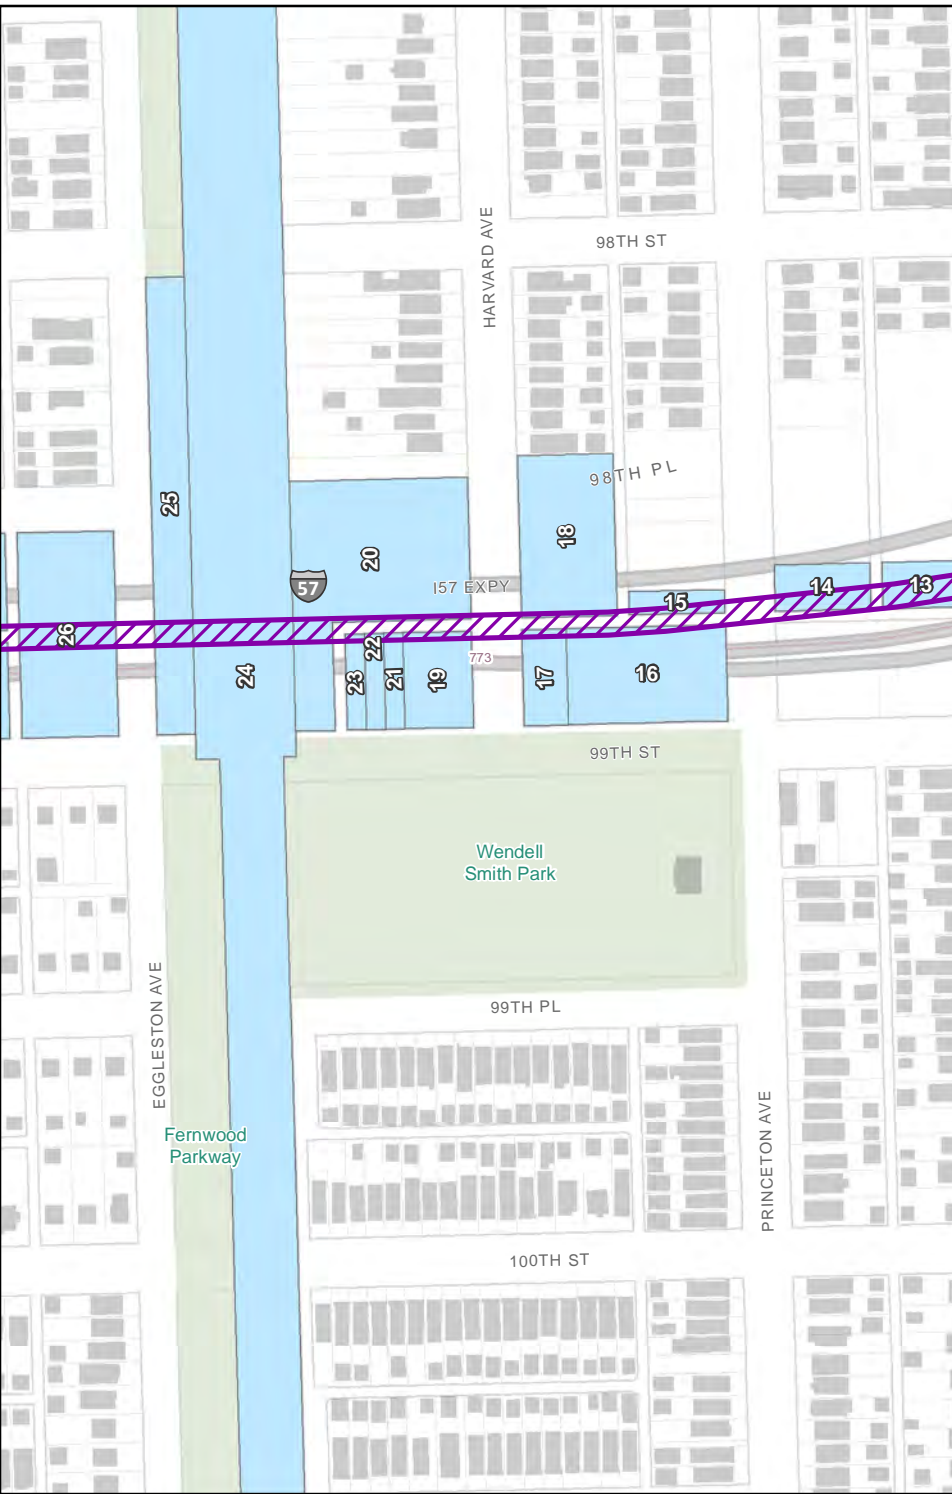 HARVARD AVE
98TH ST
98TH PL
25
18
20
57
I57 EXPY
14
13
15
26
22
773
24
23
21
19
17
16
99TH ST
Wendell
Smith Park
EGGLESTON AVE
99TH PL
Fernwood
Parkway
PRINCETON AVE
100TH ST